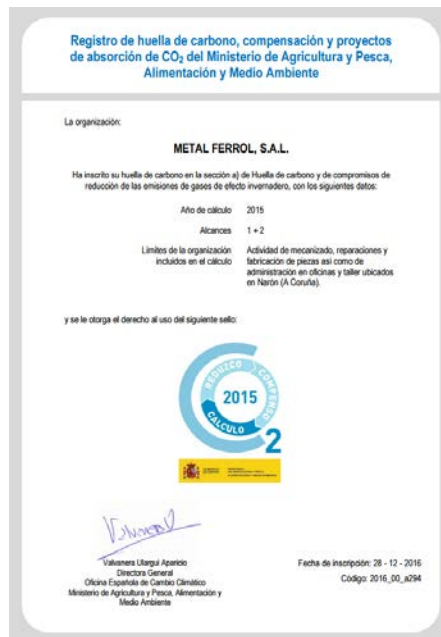 Registro de huella de carbono, compensación y proyectos
de absorción de CO₂ del Ministerio de Agricultura y Pesca,
Alimentación y Medio Ambiente
La organización:
METAL FERROL, S.A.L.
Ha inscrito su huella de carbono en la sección a) de Huella de carbono y de compromisos de
reducción de las emisiones de gases de efecto invernadero, con los siguientes datos:
Año de cálculo 2015
Alcances 1 + 2
Límites de la organización Actividad de mecanizado, reparaciones y
incluidos en el cálculo fabricación de piezas así como de
administración en oficinas y taller ubicados
en Narón (A Coruña).
y se le otorga el derecho al uso del siguiente sello:
REDUZCO COMPENSO
2015
CALCULO
2
Valvanera Ulargui Aparicio
Directora General
Oficina Española de Cambio Climático
Ministerio de Agricultura y Pesca, Alimentación y
Medio Ambiente
Fecha de inscripción: 28 - 12 - 2016
Código: 2016_00_a294